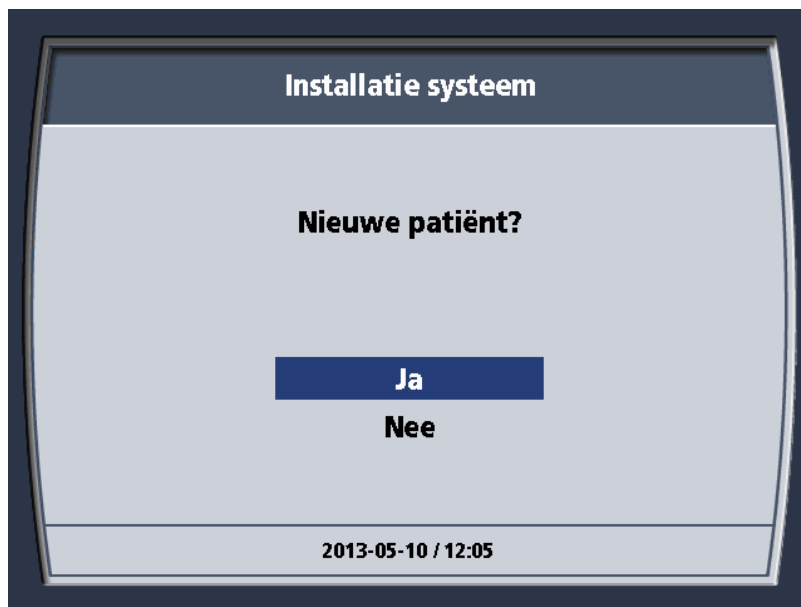 Installatie systeem
Nieuwe patiënt?
Ja
Nee
2013-05-10 / 12:05